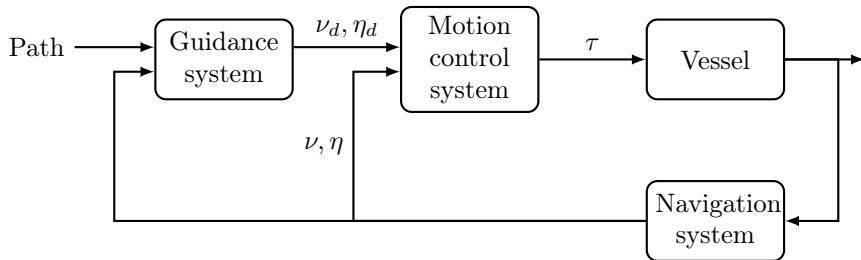 Path
Guidance
system
ν_d, η_d
Motion
control
system
τ
Vessel
ν, η
Navigation
system